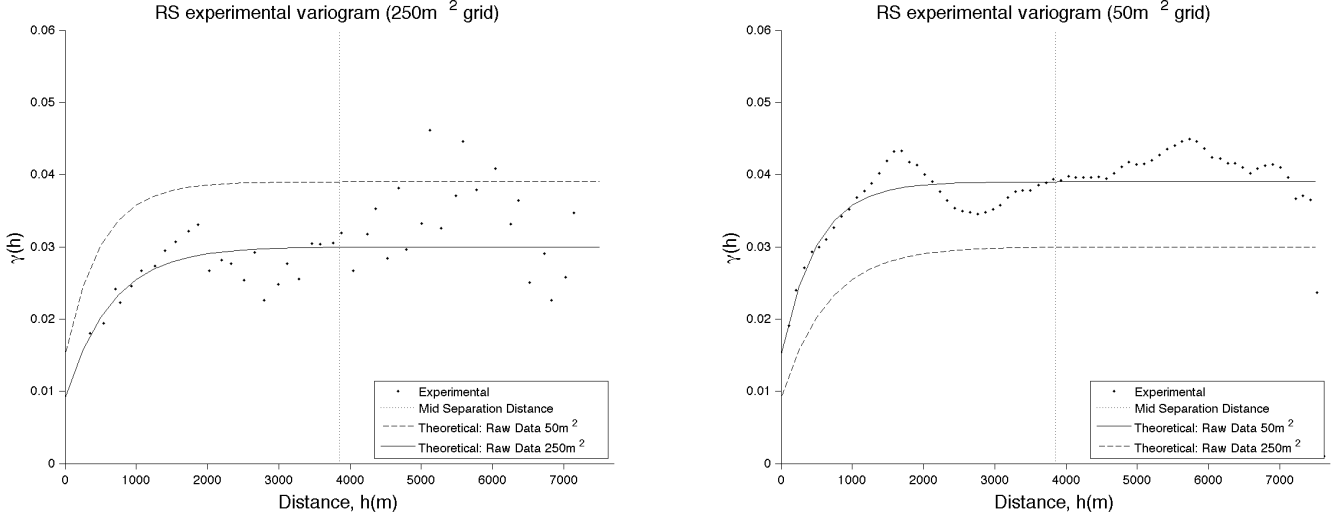 RS experimental variogram (250m 2 grid)
0.06
0.05
0.04
0.03
0.02
0.01
0
γ(h)
0 1000 2000 3000 4000 5000 6000 7000
Distance, h(m)
Experimental
Mid Separation Distance
Theoretical: Raw Data 50m 2
Theoretical: Raw Data 250m 2
RS experimental variogram (50m 2 grid)
0.06
0.05
0.04
0.03
0.02
0.01
0
γ(h)
0 1000 2000 3000 4000 5000 6000 7000
Distance, h(m)
Experimental
Mid Separation Distance
Theoretical: Raw Data 50m 2
Theoretical: Raw Data 250m 2